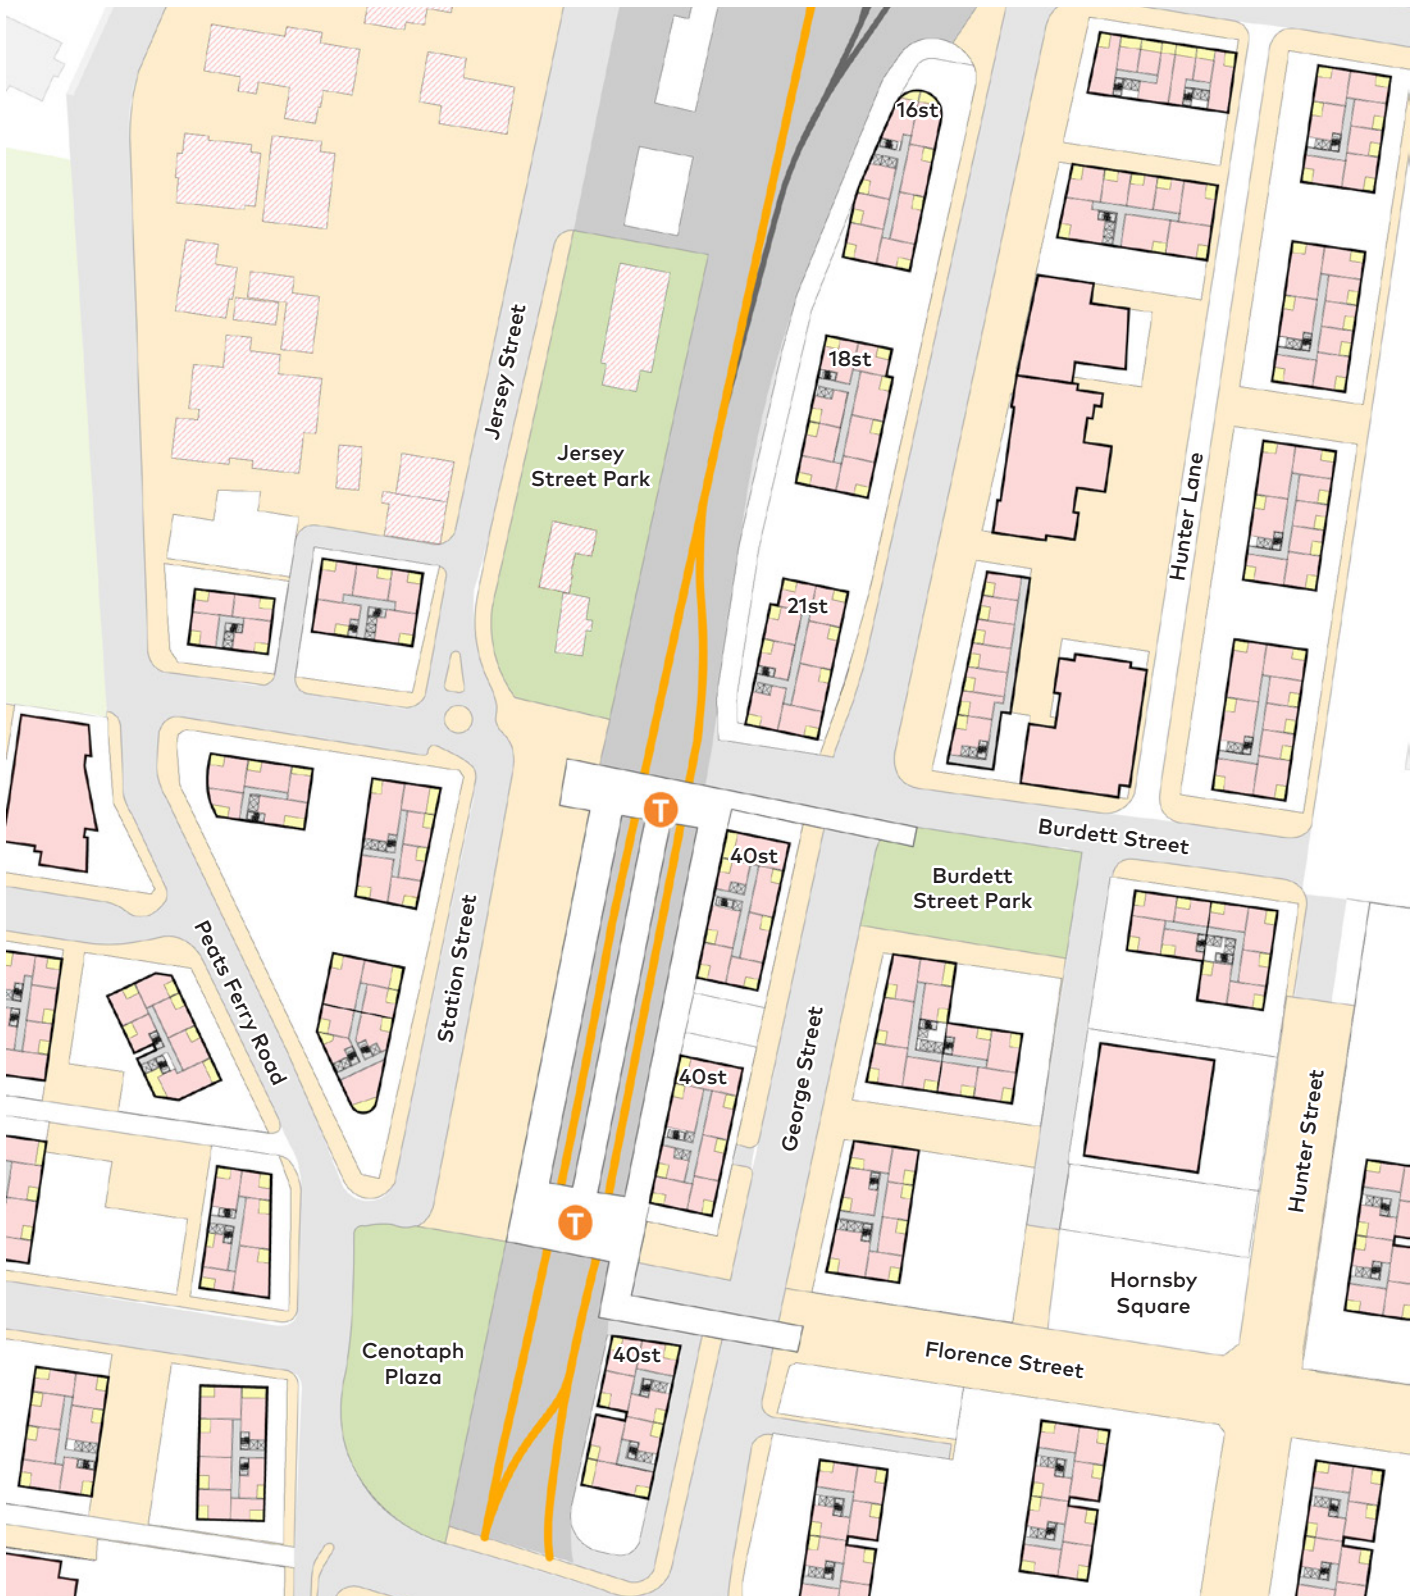 16st
18st
Jersey Street
Jersey
Street Park
Hunter Lane
21st
T
Burdett Street
40st
Burdett
Street Park
Peats Ferry Road
Station Street
George Street
40st
Hunter Street
T
Hornsby
Square
Cenotaph
Plaza
40st
Florence Street